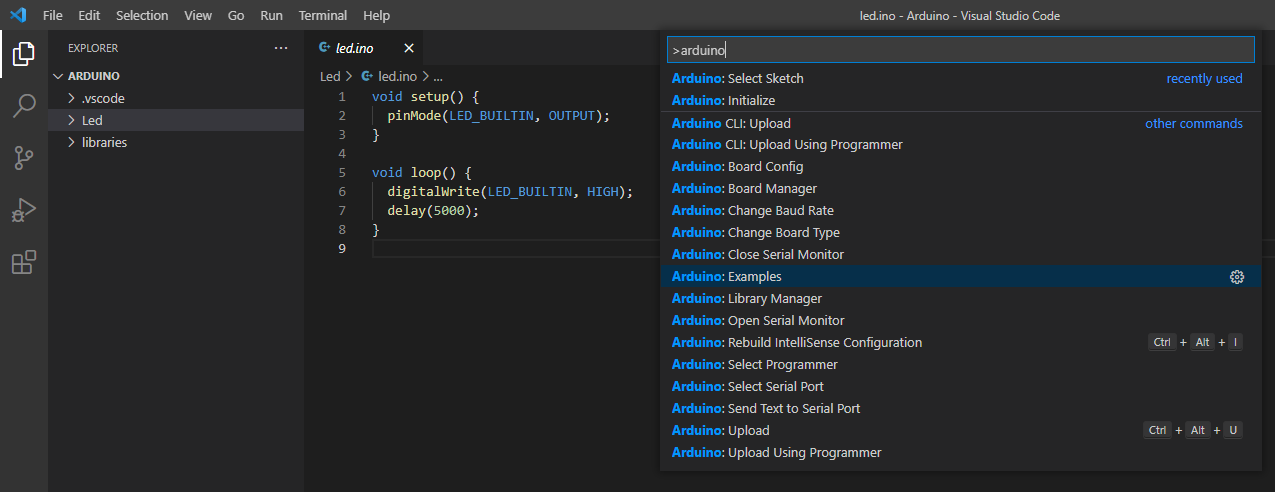 File Edit Selection View Go Run Terminal Help led.ino - Arduino - Visual Studio Code
EXPLORER ...
ARDUINO
.vscode
Led
libraries
led.ino
Led > led.ino > ...
1 void setup() {
2 pinMode(LED_BUILTIN, OUTPUT);
3 }
4
5 void loop() {
6 digitalWrite(LED_BUILTIN, HIGH);
7 delay(5000);
8 }
9
>arduino
Arduino: Select Sketch recently used
Arduino: Initialize
Arduino CLI: Upload other commands
Arduino CLI: Upload Using Programmer
Arduino: Board Config
Arduino: Board Manager
Arduino: Change Baud Rate
Arduino: Change Board Type
Arduino: Close Serial Monitor
Arduino: Examples
Arduino: Library Manager
Arduino: Open Serial Monitor
Arduino: Rebuild IntelliSense Configuration Ctrl + Alt + I
Arduino: Select Programmer
Arduino: Select Serial Port
Arduino: Send Text to Serial Port
Arduino: Upload Ctrl + Alt + U
Arduino: Upload Using Programmer